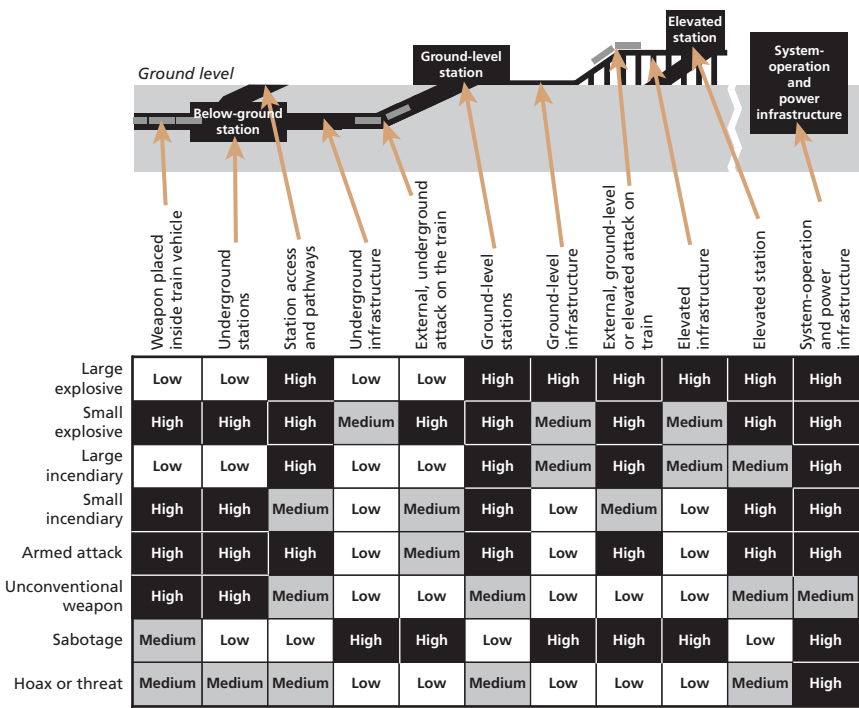 Elevated
station
Ground-level
station
System-
operation
and
power
infrastructure
Ground level
Below-ground
station
Weapon placed
inside train vehicle
Underground
stations
Station access
and pathways
Underground
infrastructure
External, underground
attack on the train
Ground-level
stations
Ground-level
infrastructure
External, ground-level
or elevated attack on
train
Elevated
infrastructure
Elevated station
System-operation
and power
infrastructure
Large
explosive
Low Low High Low Low High High High High High High
Small
explosive
High High High Medium High High Medium High Medium High High
Large
incendiary
Low Low High Low Low High Medium High Medium Medium High
Small
incendiary
High High Medium Low Medium High Low Medium Low High High
Armed attack
High High High Low Medium High Low High Low High High
Unconventional
weapon
High High Medium Low Low Medium Low Low Low Medium Medium
Sabotage
Medium Low Low High High Low High High High Low High
Hoax or threat
Medium Medium Medium Low Low Medium Low Low Low Medium High